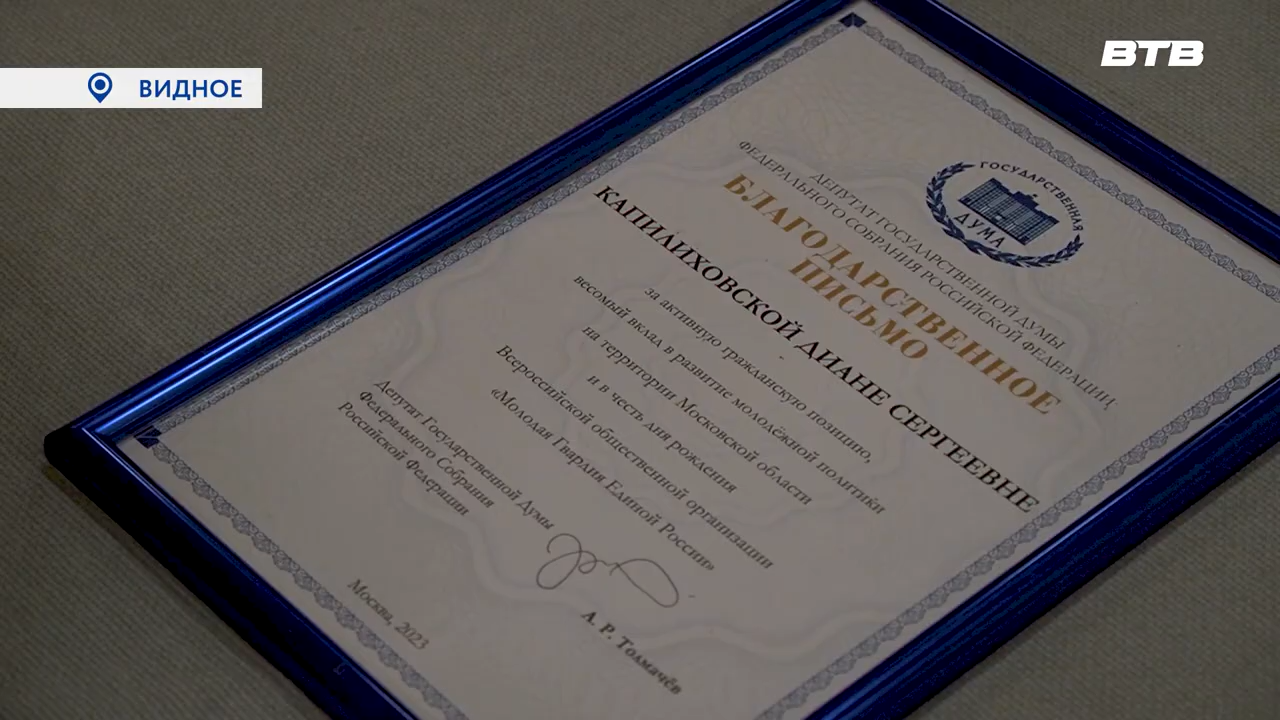 ВИДНОЕ
ВТВ
ГОСУДАРСТВЕННАЯ
ДУМА
ДЕПУТАТ ГОСУДАРСТВЕННОЙ ДУМЫ
ФЕДЕРАЛЬНОГО СОБРАНИЯ РОССИЙСКОЙ ФЕДЕРАЦИИ
БЛАГОДАРСТВЕННОЕ
ПИСЬМО
КАПИЛИХОВСКОЙ ДИАНЕ СЕРГЕЕВНЕ
за активную гражданскую позицию,
весомый вклад в развитие молодёжной политики
на территории Московской области
и в честь дня рождения
Всероссийской общественной организации
«Молодая Гвардия Единой России»
Депутат Государственной Думы
Федерального Собрания
Российской Федерации
А. Р. Толмачёв
Москва, 2023